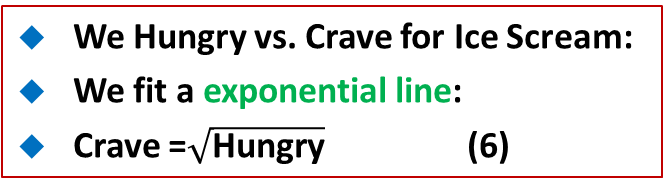 ◆ We Hungry vs. Crave for Ice Scream:
◆ We fit a exponential line:
◆ Crave =√Hungry (6)